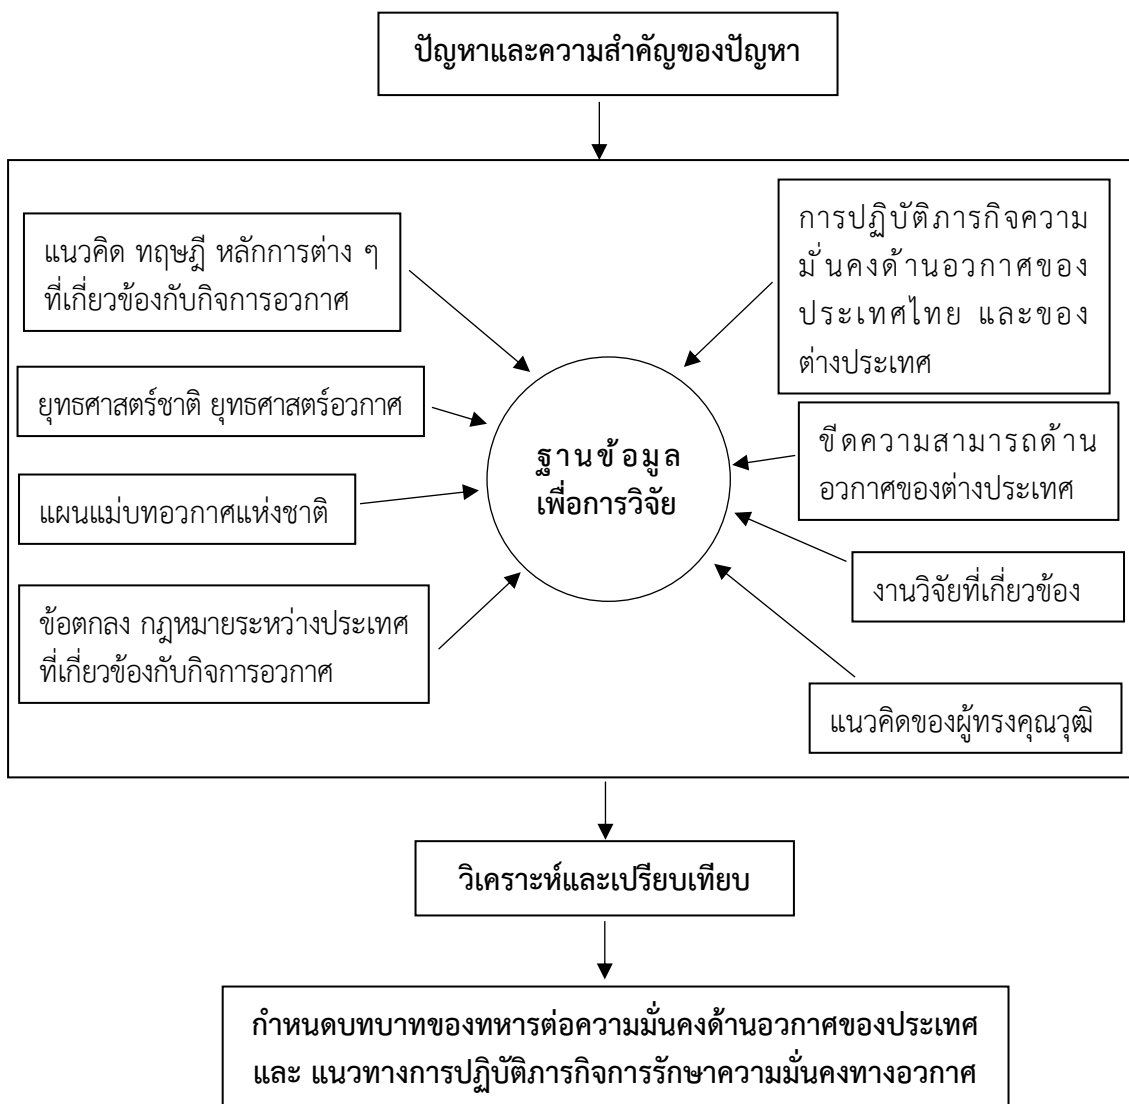 ปัญหาและความสำคัญของปัญหา
แนวคิด ทฤษฎี หลักการต่าง ๆ
ที่เกี่ยวข้องกับกิจการอวกาศ
ยุทธศาสตร์ชาติ ยุทธศาสตร์อวกาศ
แผนแม่บทอวกาศแห่งชาติ
ข้อตกลง กฎหมายระหว่างประเทศ
ที่เกี่ยวข้องกับกิจการอวกาศ
ฐานข้อมูล
เพื่อการวิจัย
การปฏิบัติภารกิจความ
มั่นคงด้านอวกาศของ
ประเทศไทย และของ
ต่างประเทศ
ขีดความสามารถด้าน
อวกาศของต่างประเทศ
งานวิจัยที่เกี่ยวข้อง
แนวคิดของผู้ทรงคุณวุฒิ
วิเคราะห์และเปรียบเทียบ
กำหนดบทบาทของทหารต่อความมั่นคงด้านอวกาศของประเทศ
และ แนวทางการปฏิบัติภารกิจการรักษาความมั่นคงทางอวกาศ